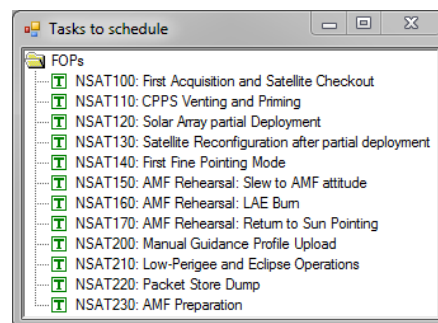 Tasks to schedule
FOPs
T NSAT100: First Acquisition and Satellite Checkout
T NSAT110: CPPS Venting and Priming
T NSAT120: Solar Array partial Deployment
T NSAT130: Satellite Reconfiguration after partial deployment
T NSAT140: First Fine Pointing Mode
T NSAT150: AMF Rehearsal: Slew to AMF attitude
T NSAT160: AMF Rehearsal: LAE Burn
T NSAT170: AMF Rehearsal: Return to Sun Pointing
T NSAT200: Manual Guidance Profile Upload
T NSAT210: Low-Perigee and Eclipse Operations
T NSAT220: Packet Store Dump
T NSAT230: AMF Preparation